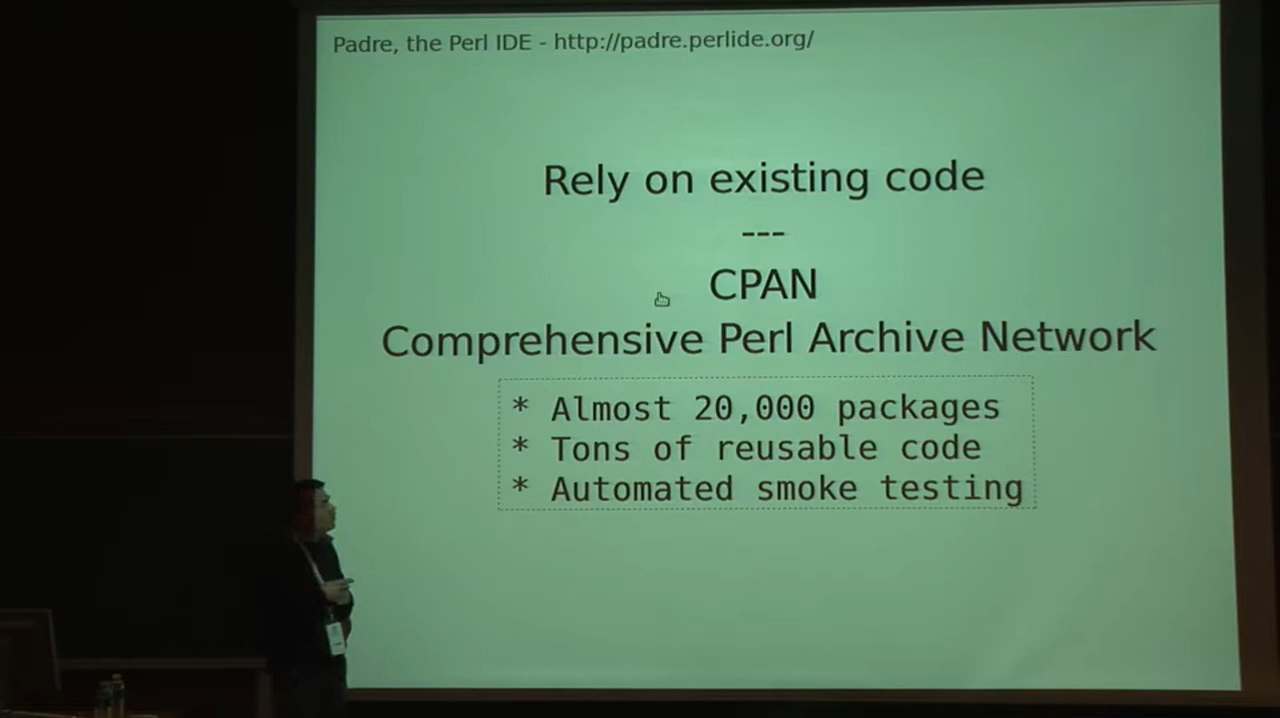 Padre, the Perl IDE - http://padre.perlide.org/
Rely on existing code
---
CPAN
Comprehensive Perl Archive Network
* Almost 20,000 packages
* Tons of reusable code
* Automated smoke testing